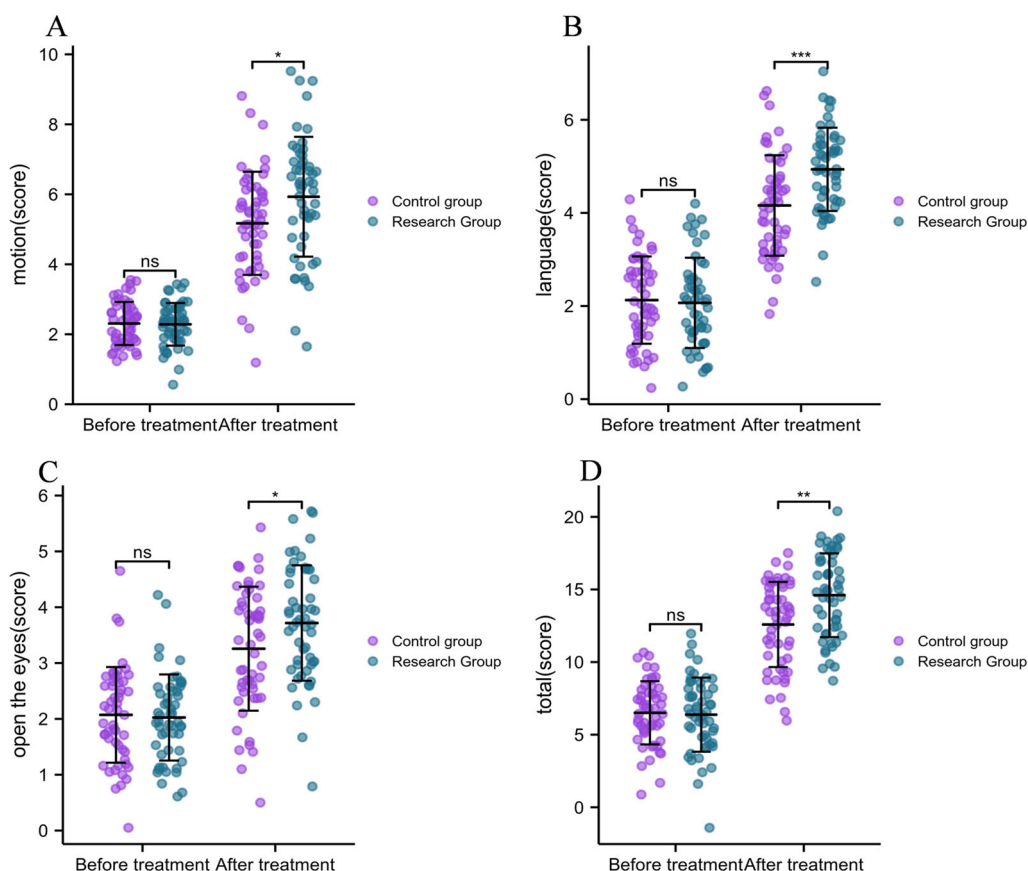 A
motion(score)
10
8
6
4
2
0
ns
*
Before treatment After treatment
Control group
Research Group
B
language(score)
6
4
2
0
ns
***
Before treatment After treatment
Control group
Research Group
C
open the eyes(score)
6
5
4
3
2
1
0
ns
*
Before treatment After treatment
Control group
Research Group
D
total(score)
20
15
10
5
0
ns
**
Before treatment After treatment
Control group
Research Group